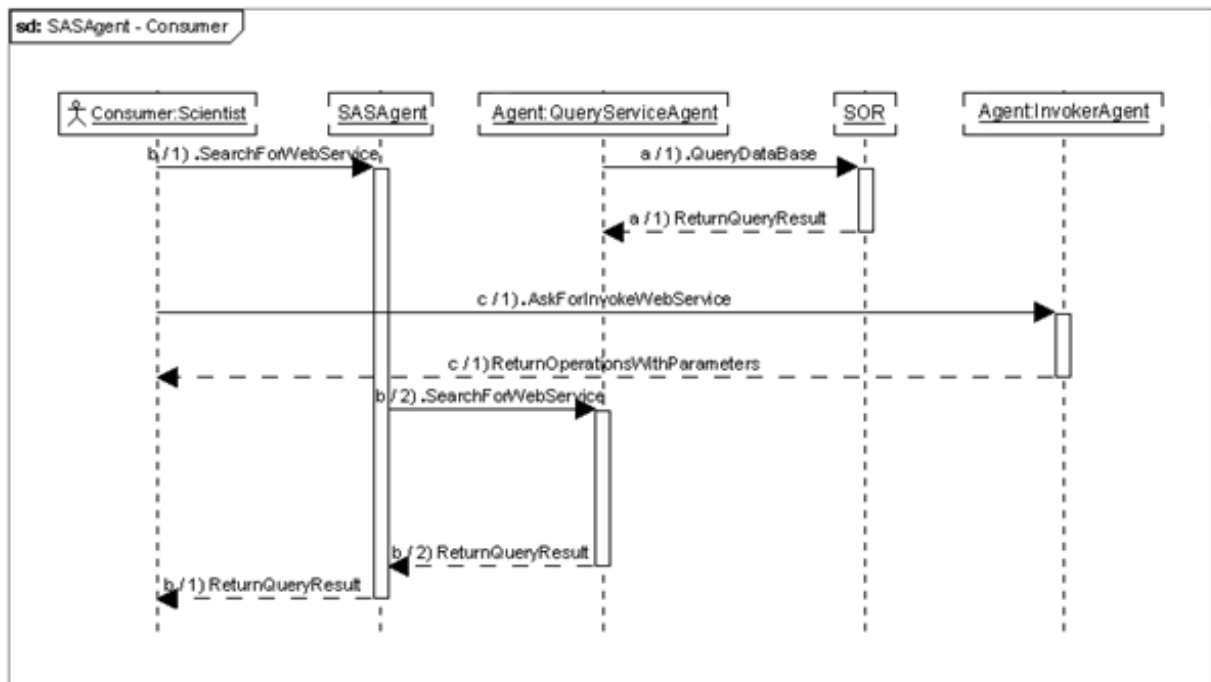 sd: SASAgent - Consumer
Consumer:Scientist
SASAgent
Agent:QueryServiceAgent
SOR
Agent:InvokerAgent
b / 1) .SearchForWebService
a / 1).QueryDataBase
a / 1) ReturnQueryResult
c / 1).AskForInvokeWebService
c / 1)ReturnOperationsWithParameters
b / 2) .SearchForWebService
b / 2) ReturnQueryResult
b / 1) ReturnQueryResult